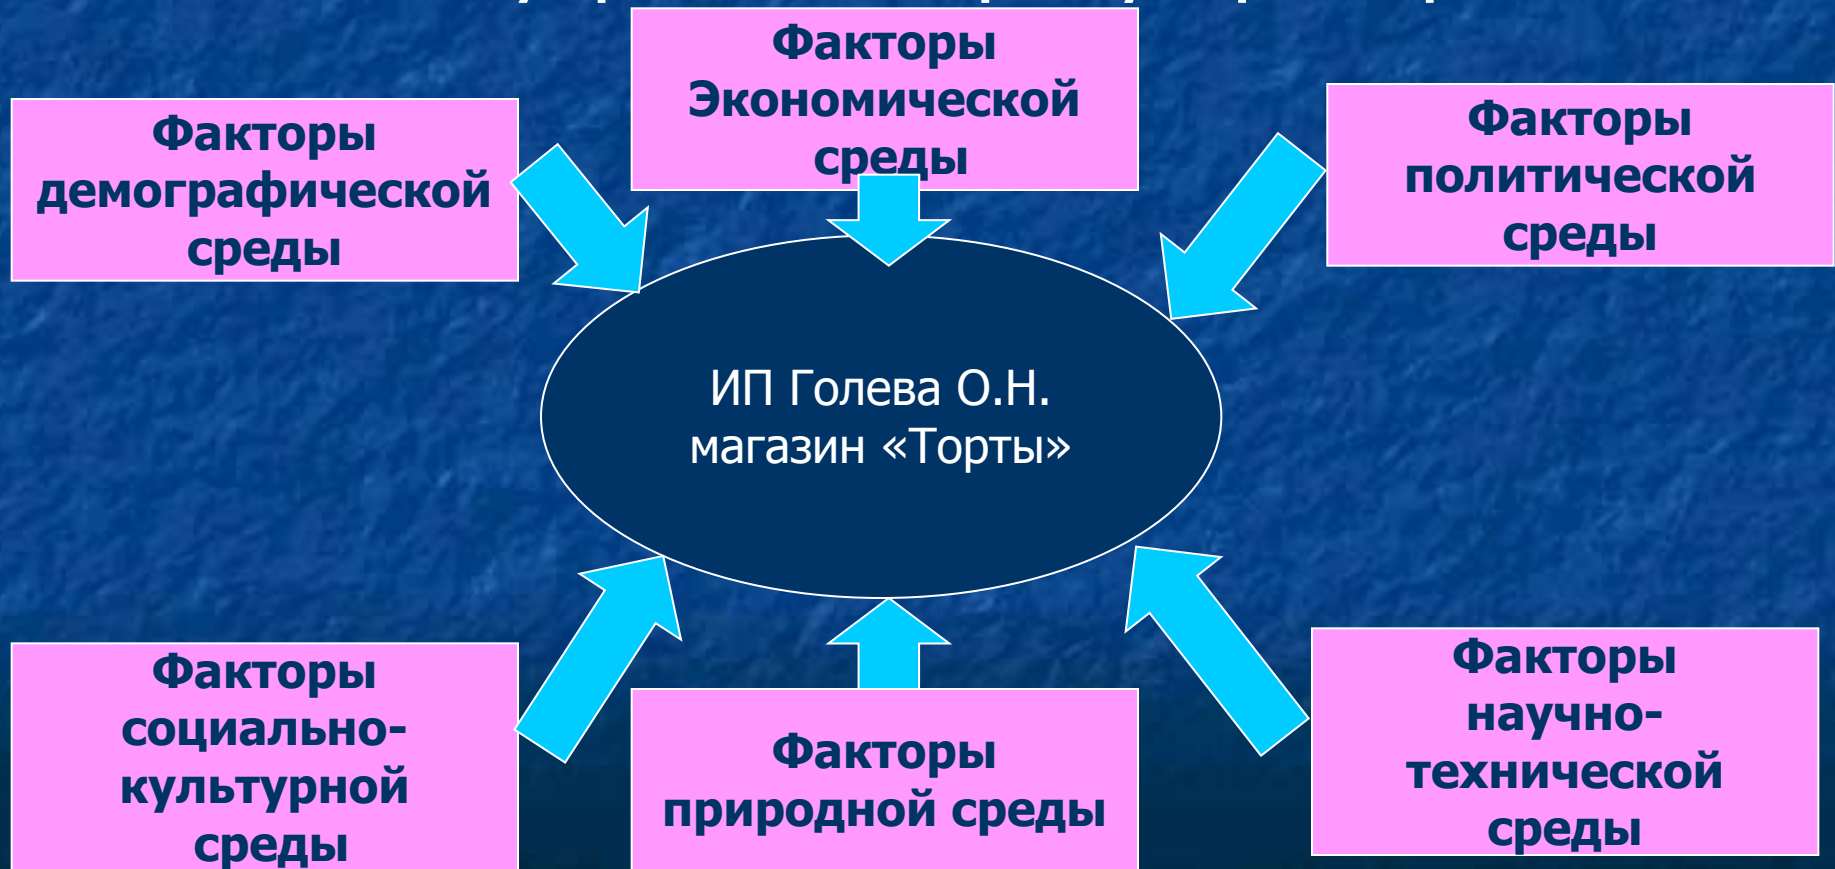 Факторы
Экономической
среды
Факторы
демографической
среды
Факторы
политической
среды
ИП Голева О.Н.
магазин «Торты»
Факторы
социально-
культурной
среды
Факторы
природной среды
Факторы
научно-
технической
среды